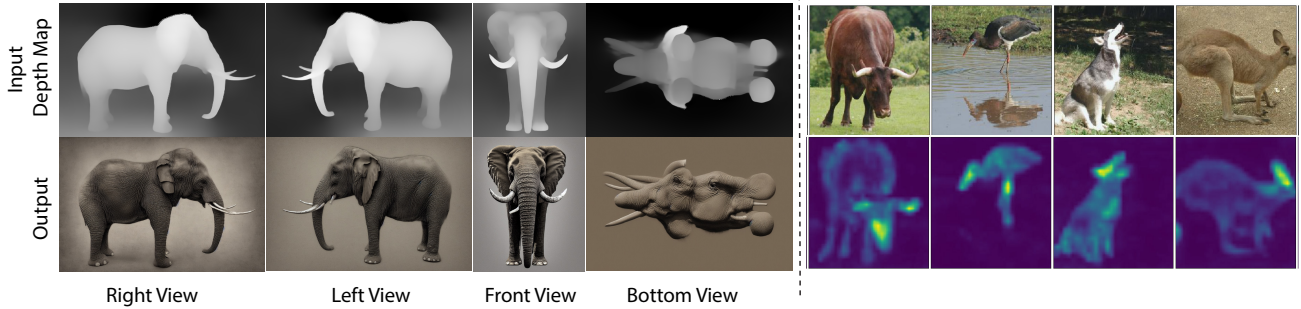 Input
Depth Map
Output
Right View
Left View
Front View
Bottom View